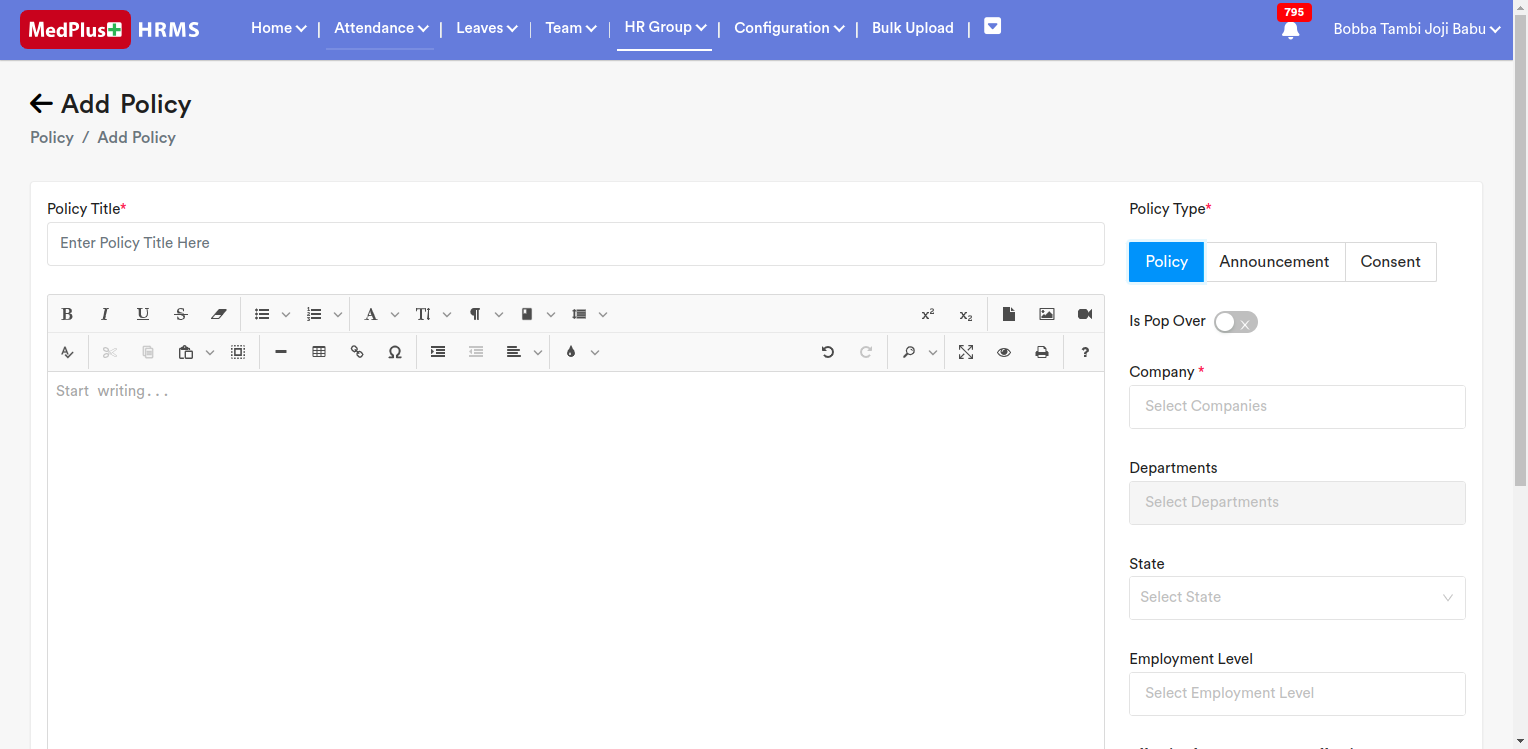 MedPlus HRMS Home | Attendance | Leaves | Team | HR Group | Configuration | Bulk Upload | 795 Bobba Tambi Joji Babu
Add Policy
Policy / Add Policy
Policy Title*
Enter Policy Title Here
B I U S A TI ¶ x² x₂
Ω ?
Start writing...
Policy Type*
Policy Announcement Consent
Is Pop Over
Company *
Select Companies
Departments
Select Departments
State
Select State
Employment Level
Select Employment Level